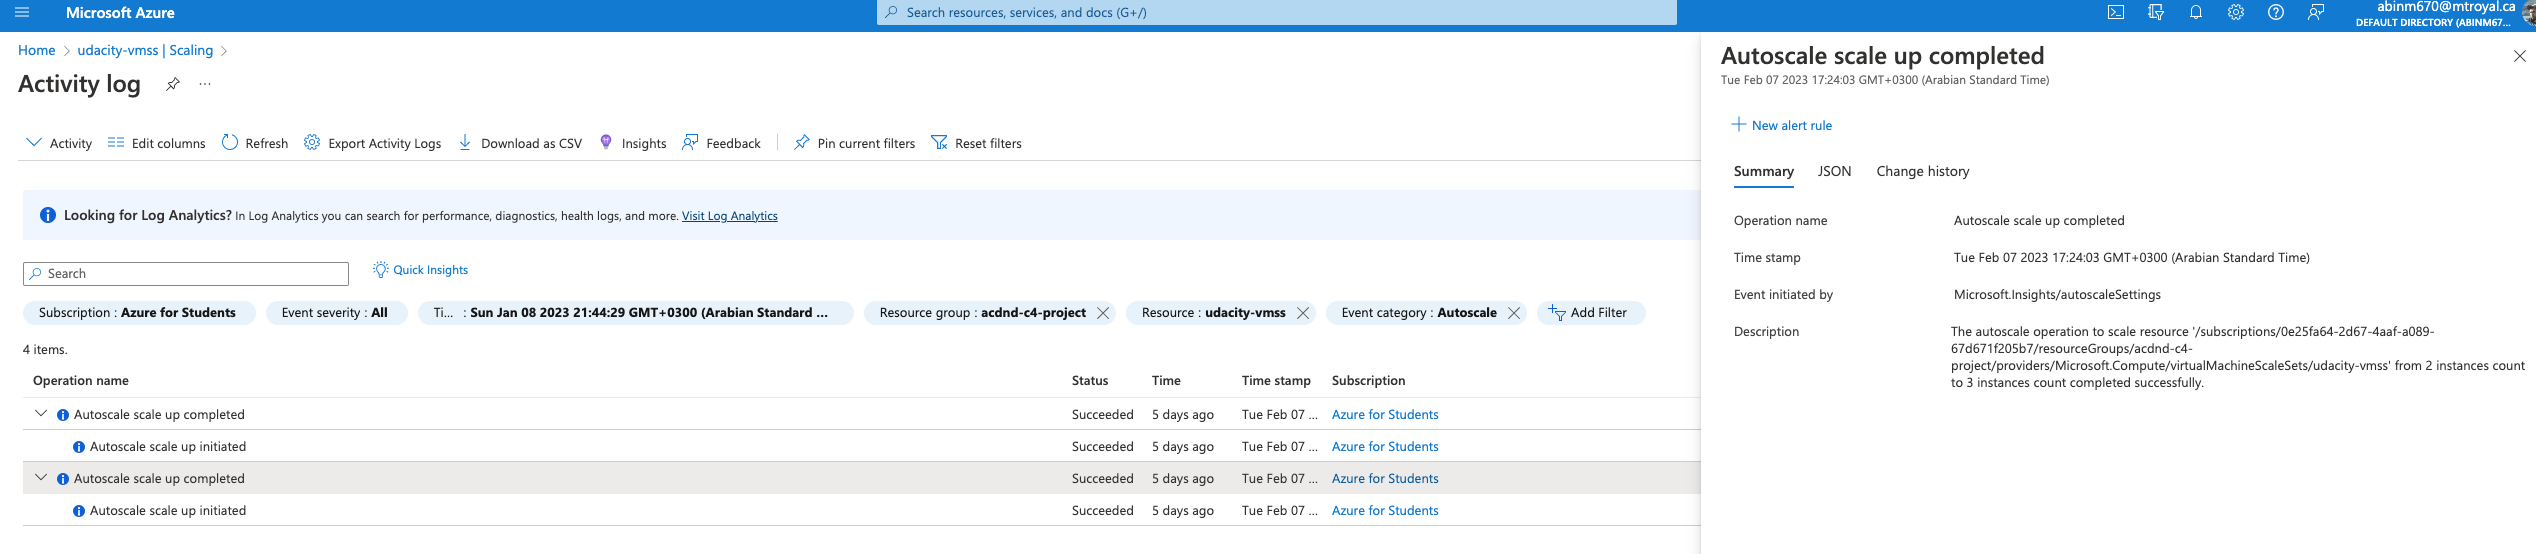 Microsoft Azure
Search resources, services, and docs (G+/)
abinm670@mtroyal.ca
DEFAULT DIRECTORY (ABINM67...
Home > udacity-vmss | Scaling >
Activity log
...
Activity
Edit columns
Refresh
Export Activity Logs
Download as CSV
Insights
Feedback
Pin current filters
Reset filters
Looking for Log Analytics? In Log Analytics you can search for performance, diagnostics, health logs, and more. Visit Log Analytics
Search
Quick Insights
Subscription : Azure for Students
Event severity : All
Ti... : Sun Jan 08 2023 21:44:29 GMT+0300 (Arabian Standard ...
Resource group : acdnd-c4-project
Resource : udacity-vmss
Event category : Autoscale
Add Filter
4 items.
Operation name Status Time Time stamp Subscription
Autoscale scale up completed Succeeded 5 days ago Tue Feb 07 ... Azure for Students
Autoscale scale up initiated Succeeded 5 days ago Tue Feb 07 ... Azure for Students
Autoscale scale up completed Succeeded 5 days ago Tue Feb 07 ... Azure for Students
Autoscale scale up initiated Succeeded 5 days ago Tue Feb 07 ... Azure for Students
Autoscale scale up completed
Tue Feb 07 2023 17:24:03 GMT+0300 (Arabian Standard Time)
New alert rule
Summary JSON Change history
Operation name Autoscale scale up completed
Time stamp Tue Feb 07 2023 17:24:03 GMT+0300 (Arabian Standard Time)
Event initiated by Microsoft.Insights/autoscaleSettings
Description The autoscale operation to scale resource '/subscriptions/0e25fa64-2d67-4aaf-a089-
67d671f205b7/resourceGroups/acdnd-c4-
project/providers/Microsoft.Compute/virtualMachineScaleSets/udacity-vmss' from 2 instances count
to 3 instances count completed successfully.